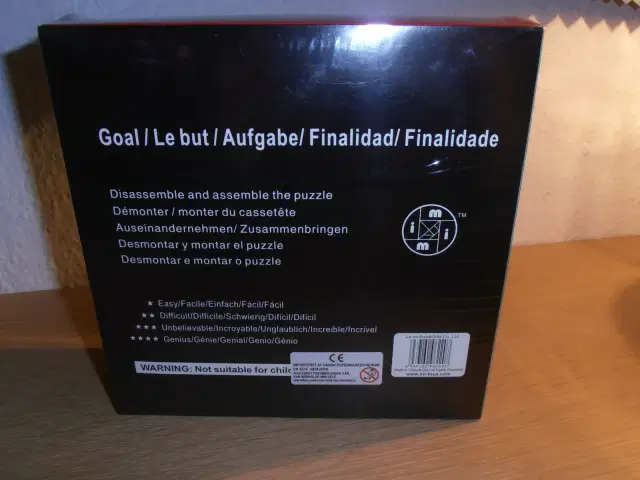 Goal / Le but / Aufgabe/ Finalidad/ Finalidade
Disassemble and assemble the puzzle
Démonter / monter du cassetête
Auseinandernehmen/ Zusammenbringen
Desmontar y montar el puzzle
Desmontar e montar o puzzle
m TM
i i
m
★ Easy/Facile/Einfach/Fácil/Fácil
★★ Difficult/Difficile/Schwierig/Difícil/Difícil
★★★ Unbelievable/Incroyable/Unglaublich/Increíble/Incrível
★★★★ Genius/Génie/Genial/Genio/Génio
WARNING: Not suitable for
CE